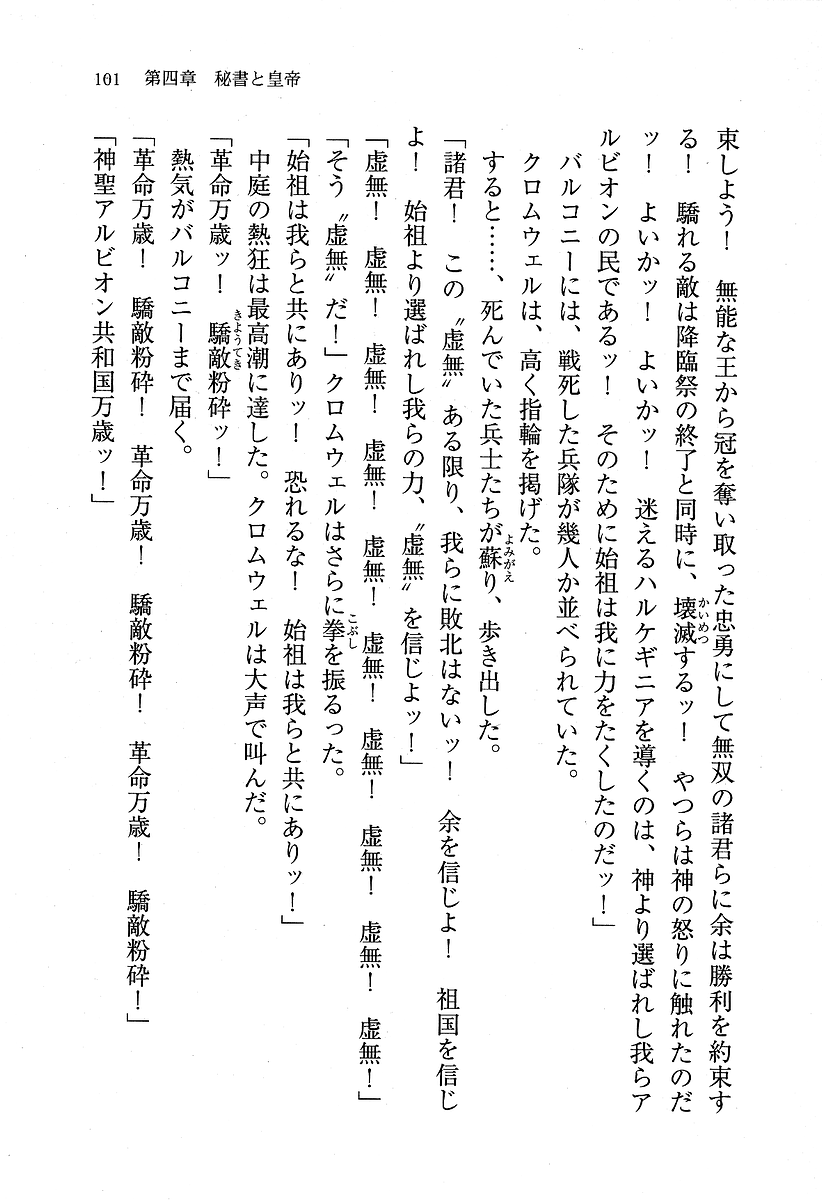 101　第四章　秘書と皇帝
束しよう！　無能な王から冠を奪い取った忠勇にして無双の諸君らに余は勝利を約束す
る！　驕れる敵は降臨祭の終了と同時に、壊滅するッ！　やつらは神の怒りに触れたのだ
ッ！　よいかッ！　よいかッ！　迷えるハルケギニアを導くのは、神より選ばれし我らア
ルビオンの民であるッ！　そのために始祖は我に力をたくしたのだッ！」
バルコニーには、戦死した兵隊が幾人か並べられていた。
クロムウェルは、高く指輪を掲げた。
すると……、死んでいた兵士たちが蘇り、歩き出した。
「諸君！　この〝虚無〟ある限り、我らに敗北はないッ！　余を信じよ！　祖国を信じ
よ！　始祖より選ばれし我らの力、〝虚無〟を信じよッ！」
「虚無！　虚無！　虚無！　虚無！　虚無！　虚無！　虚無！　虚無！　虚無！　虚無！」
「そう〝虚無〟だ！」クロムウェルはさらに拳を振るった。
「始祖は我らと共にありッ！　恐れるな！　始祖は我らと共にありッ！」
中庭の熱狂は最高潮に達した。クロムウェルは大声で叫んだ。
「革命万歳ッ！　驕敵粉砕ッ！」
熱気がバルコニーまで届く。
「革命万歳！　驕敵粉砕！　革命万歳！　驕敵粉砕！　革命万歳！　驕敵粉砕！」
「神聖アルビオン共和国万歳ッ！」
かいめつ
よみがえ
こぶし
きょうてき